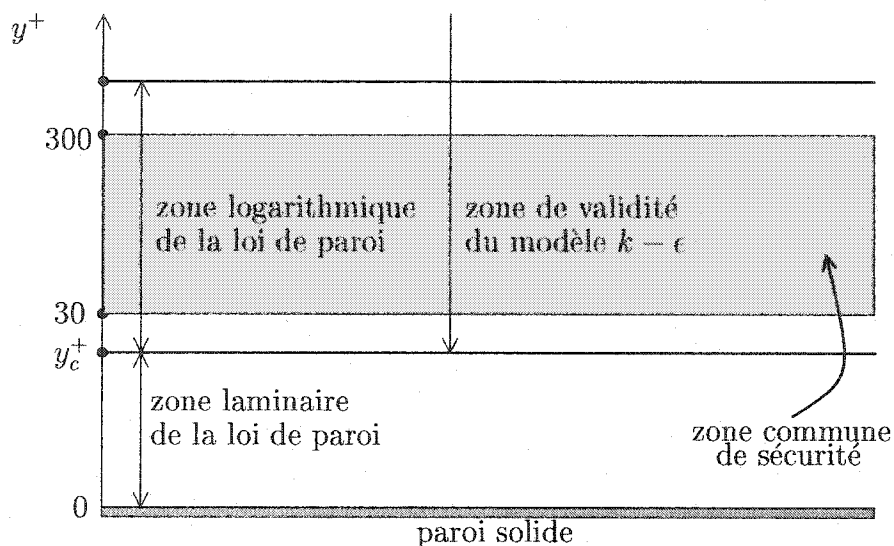 y⁺
300
zone logarithmique
de la loi de paroi
zone de validité
du modèle k − ϵ
30
y_c⁺
zone laminaire
de la loi de paroi
zone commune
de sécurité
0
paroi solide